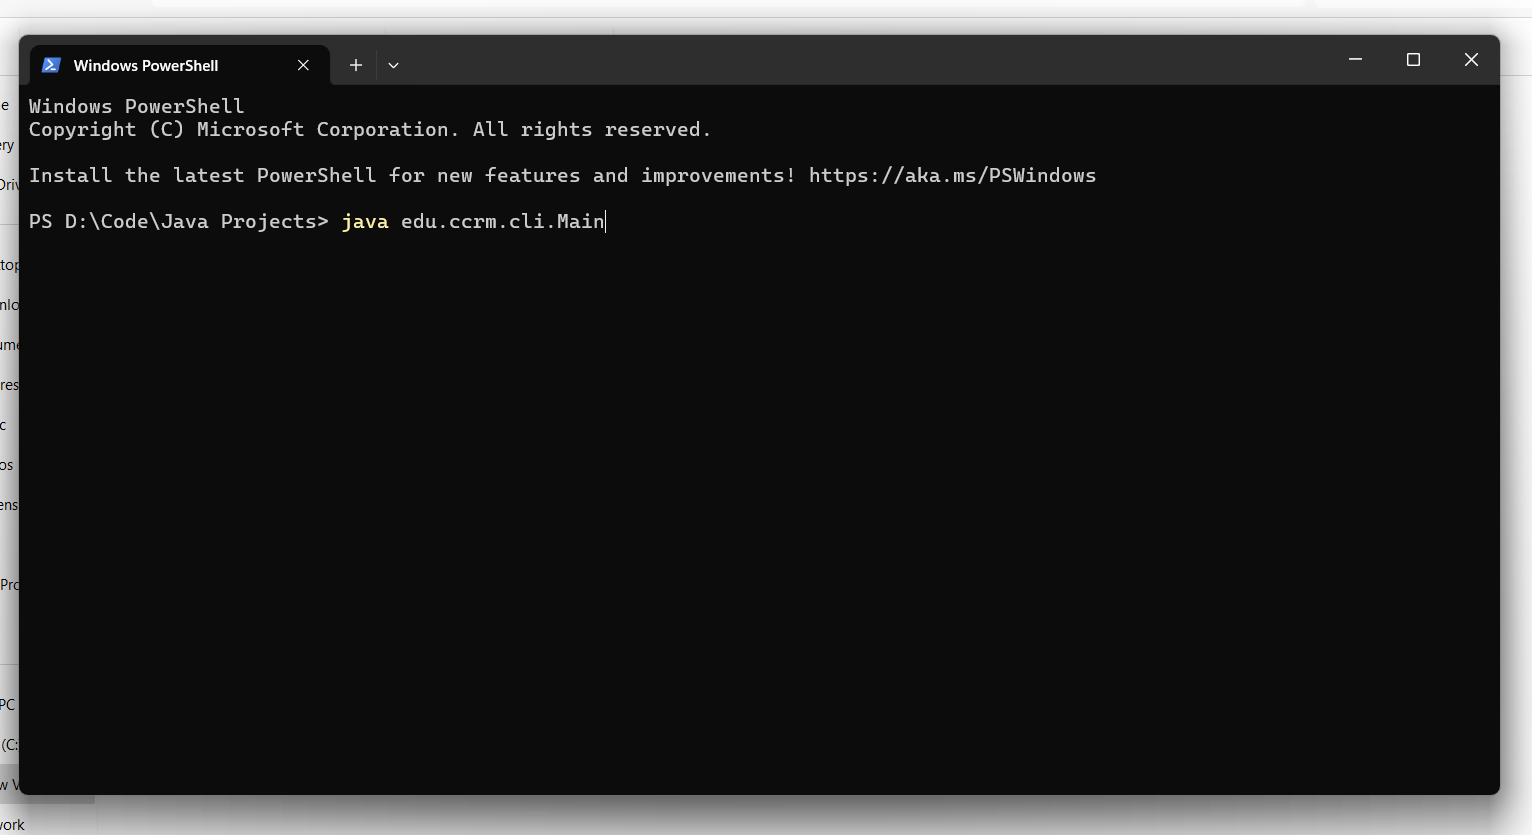 Windows PowerShell
Windows PowerShell
Copyright (C) Microsoft Corporation. All rights reserved.
Install the latest PowerShell for new features and improvements! https://aka.ms/PSWindows
PS D:\Code\Java Projects> java edu.ccrm.cli.Main
PC
(C: